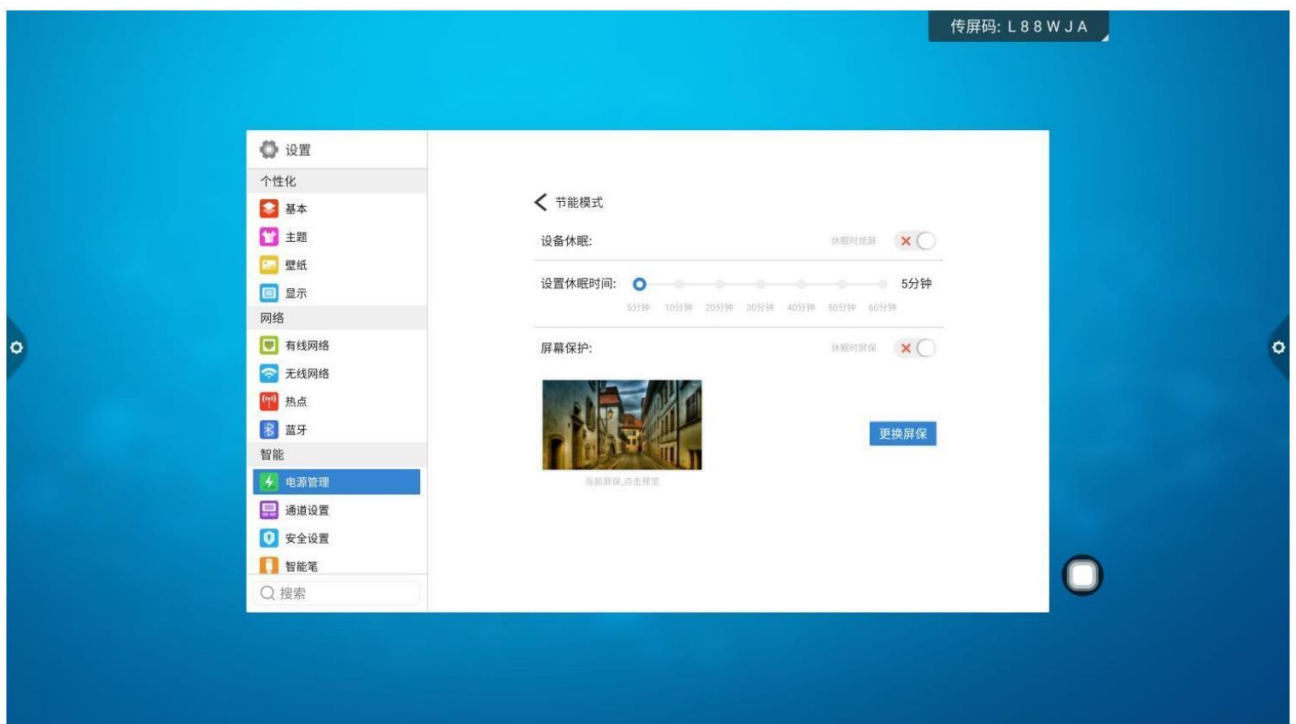 传屏码: L88WJA
设置
个性化
基本
主题
壁纸
显示
网络
有线网络
无线网络
热点
蓝牙
智能
电源管理
通道设置
安全设置
智能笔
搜索
节能模式
设备休眠: 休眠时熄屏
设置休眠时间: 5分钟
5分钟 10分钟 20分钟 30分钟 40分钟 50分钟 60分钟
屏幕保护: 休眠时屏保
更换屏保
当前屏保,点击预览